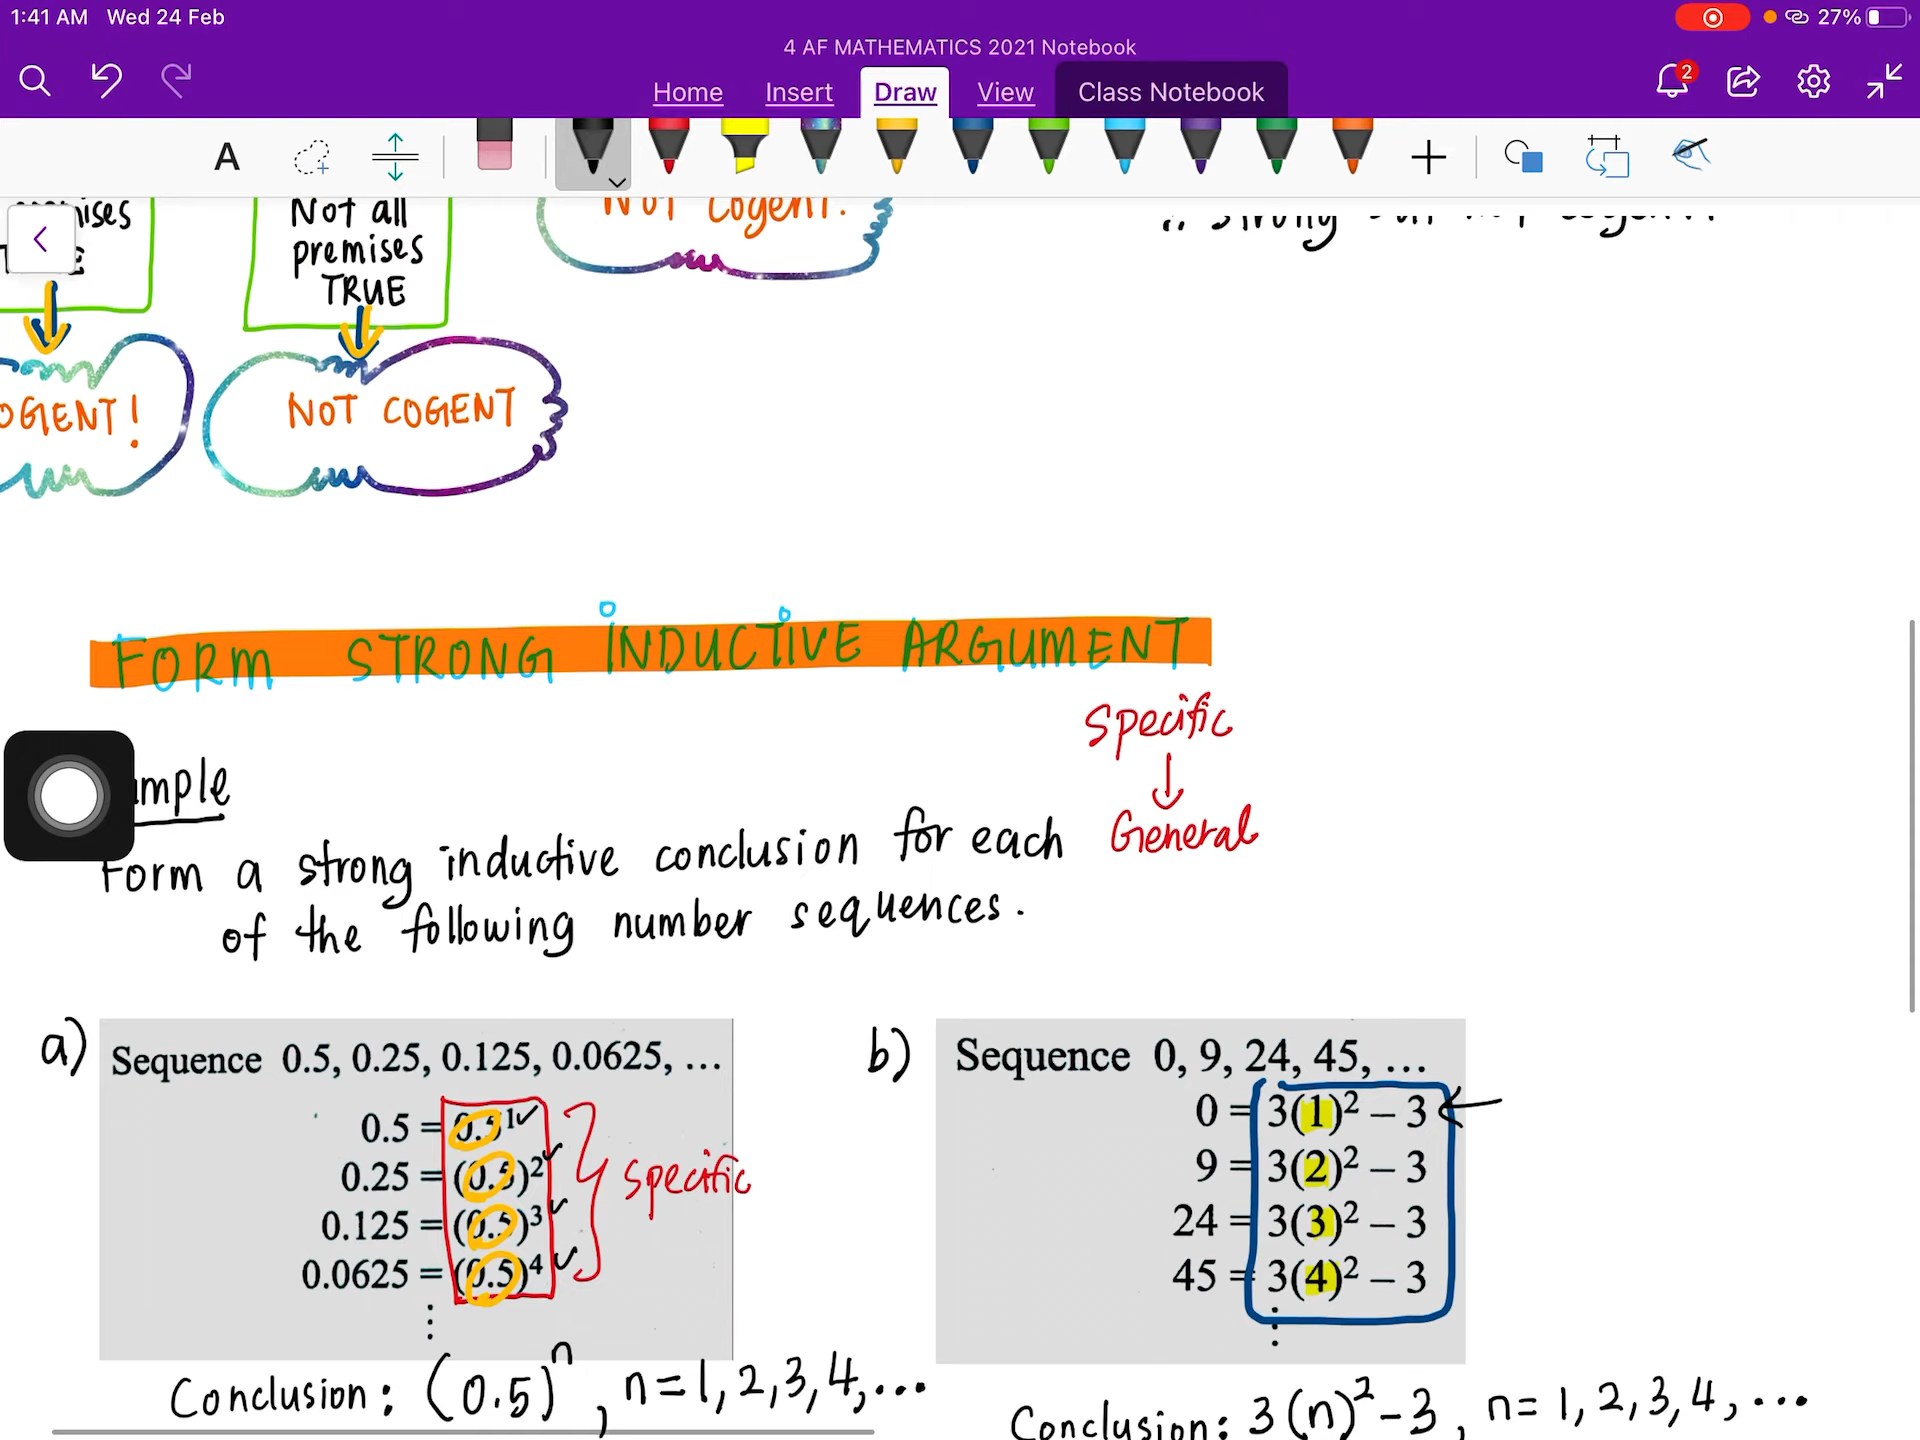 1:41 AM Wed 24 Feb
27%
4 AF MATHEMATICS 2021 Notebook
Home Insert Draw View Class Notebook
2
A
Not all
premises
TRUE
NOT Cogent.
NOT COGENT
OGENT!
FORM STRONG INDUCTIVE ARGUMENT
Specific
↓
General
Form a strong inductive conclusion for each
of the following number sequences.
a)
Sequence 0.5, 0.25, 0.125, 0.0625, ...
0.5 = 0.5¹
0.25 = (0.5)²
0.125 = (0.5)³
0.0625 = (0.5)⁴
⋮
Specific
Conclusion: (0.5)ⁿ, n=1,2,3,4,...
b)
Sequence 0, 9, 24, 45, ...
0 = 3(1)² – 3
9 = 3(2)² – 3
24 = 3(3)² – 3
45 = 3(4)² – 3
⋮
Conclusion: 3(n)²-3, n= 1,2,3,4,...